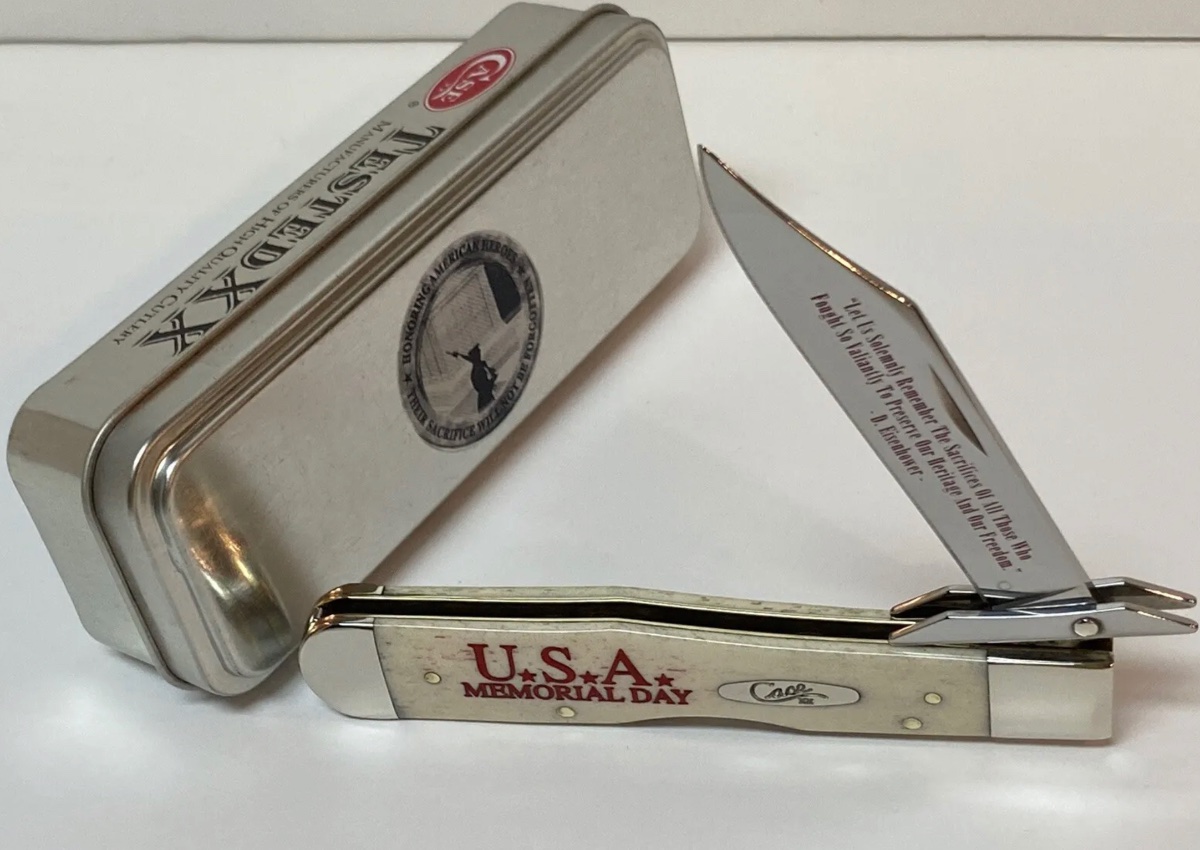 CASE
XX
®
TESTED XX
MANUFACTURERS OF HIGH QUALITY CUTLERY
★ HONORING AMERICAN HEROES ★
THEIR SACRIFICE WILL NOT BE FORGOTTEN
"Let Us Solemnly Remember The Sacrifices Of All Those Who
Fought So Valiantly To Preserve Our Heritage And Our Freedom."
- D. Eisenhower -
U★S★A★
MEMORIAL DAY
Case
XX